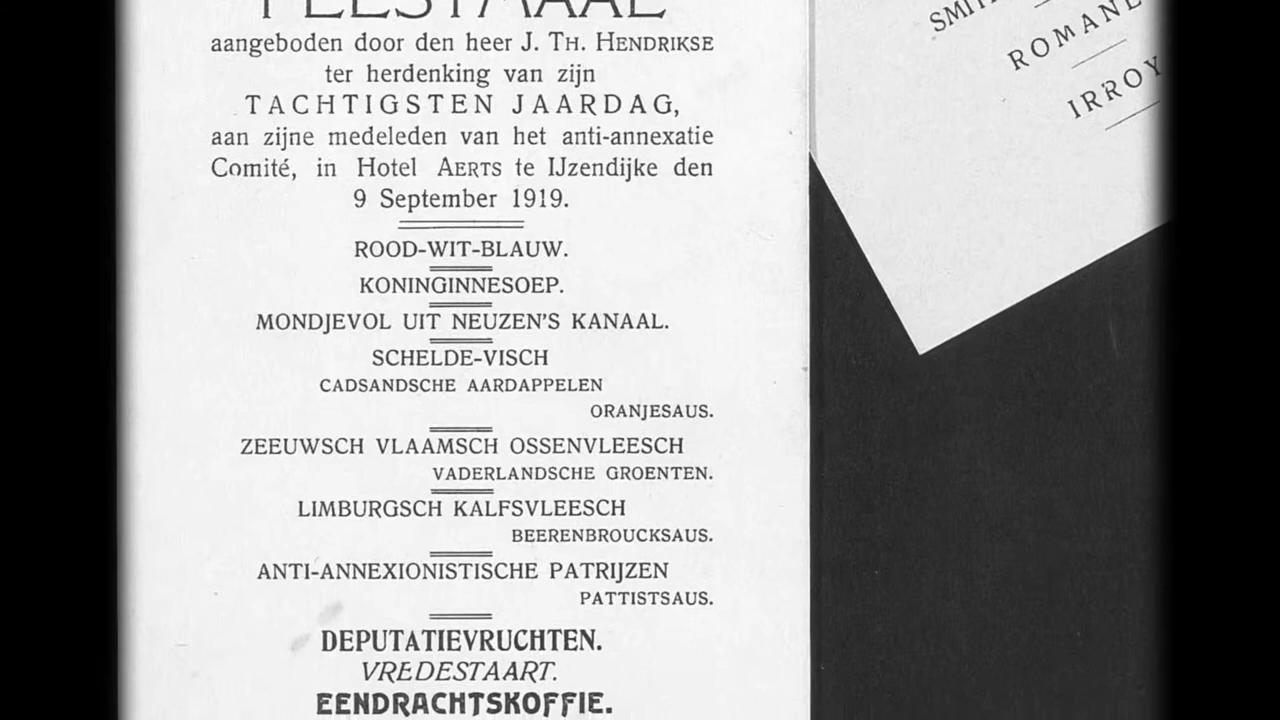 FEESTMAAL
aangeboden door den heer J. TH. HENDRIKSE
ter herdenking van zijn
TACHTIGSTEN JAARDAG,
aan zijne medeleden van het anti-annexatie
Comité, in Hotel AERTS te IJzendijke den
9 September 1919.
ROOD-WIT-BLAUW.
KONINGINNESOEP.
MONDJEVOL UIT NEUZEN'S KANAAL.
SCHELDE-VISCH
CADSANDSCHE AARDAPPELEN
ORANJESAUS.
ZEEUWSCH VLAAMSCH OSSENVLEESCH
VADERLANDSCHE GROENTEN.
LIMBURGSCH KALFSVLEESCH
BEERENBROUCKSAUS.
ANTI-ANNEXIONISTISCHE PATRIJZEN
PATTISTSAUS.
DEPUTATIEVRUCHTEN.
VREDESTAART.
EENDRACHTSKOFFIE.
IRROY